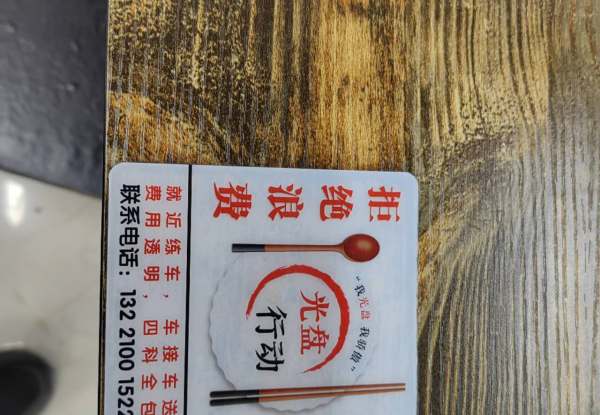 拒绝浪费
“我光盘 我骄傲”
光盘
行动
就近练车，车接车送
费用透明，四科全包
联系电话：132 2100 1522